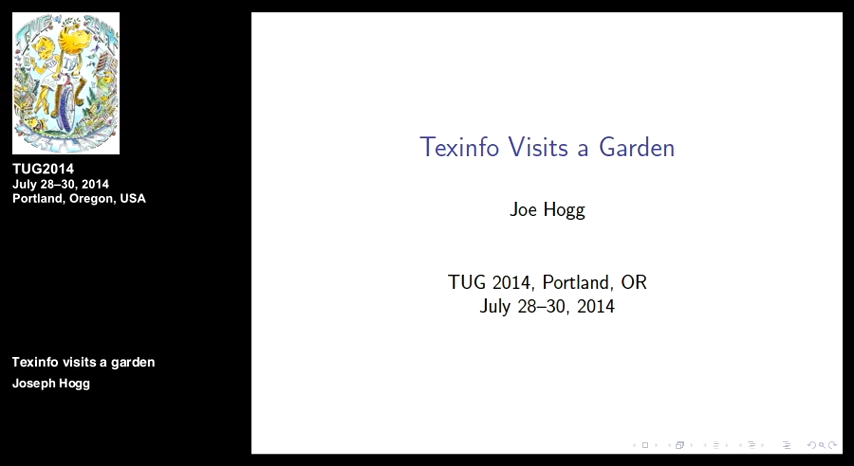 TUG2014
July 28–30, 2014
Portland, Oregon, USA
Texinfo visits a garden
Joseph Hogg
Texinfo Visits a Garden
Joe Hogg
TUG 2014, Portland, OR
July 28–30, 2014